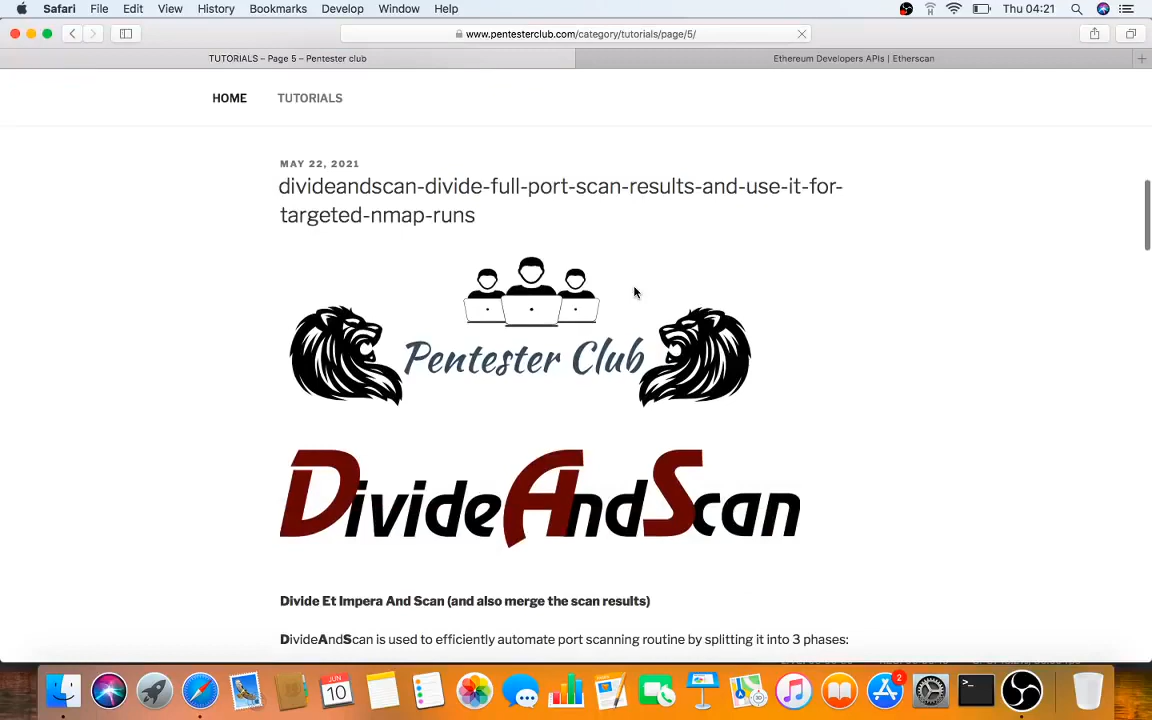 Safari File Edit View History Bookmarks Develop Window Help Thu 04:21
www.pentesterclub.com/category/tutorials/page/5/
TUTORIALS – Page 5 – Pentester club Ethereum Developers APIs | Etherscan
HOME TUTORIALS
MAY 22, 2021
divideandscan-divide-full-port-scan-results-and-use-it-for-
targeted-nmap-runs
Pentester Club
DivideAndScan
Divide Et Impera And Scan (and also merge the scan results)
DivideAndScan is used to efficiently automate port scanning routine by splitting it into 3 phases:
JUN
10
2